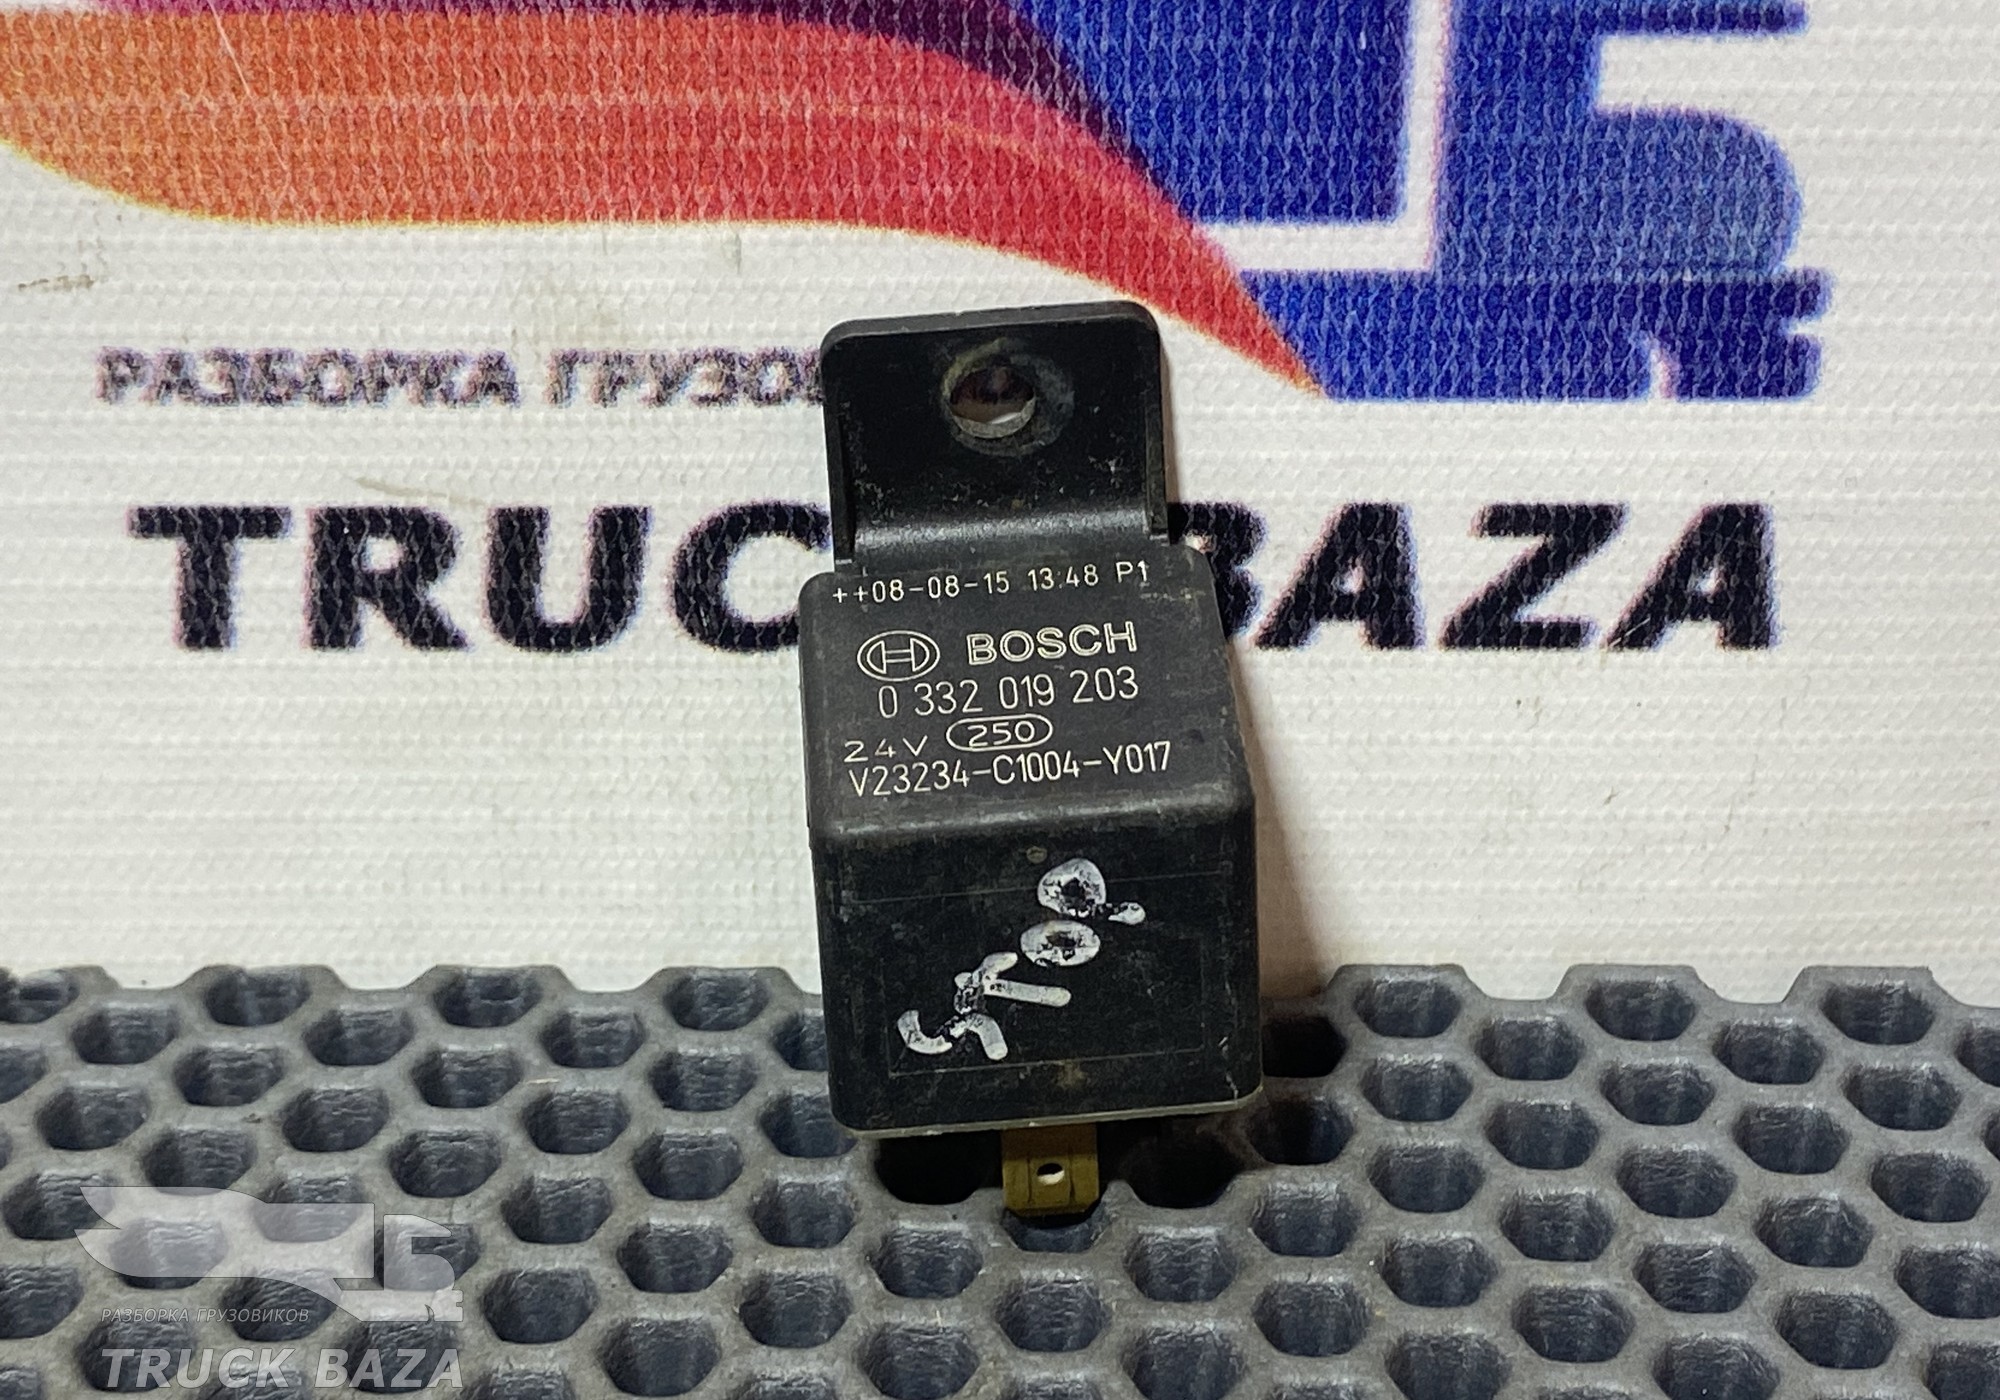 РАЗБОРКА ГРУЗОВ
TRUC BAZA
++08-08-15 13:48 P1
BOSCH
0 332 019 203
24V 250
V23234-C1004-Y017
РАЗБОРКА ГРУЗОВИКОВ
TRUCK BAZA